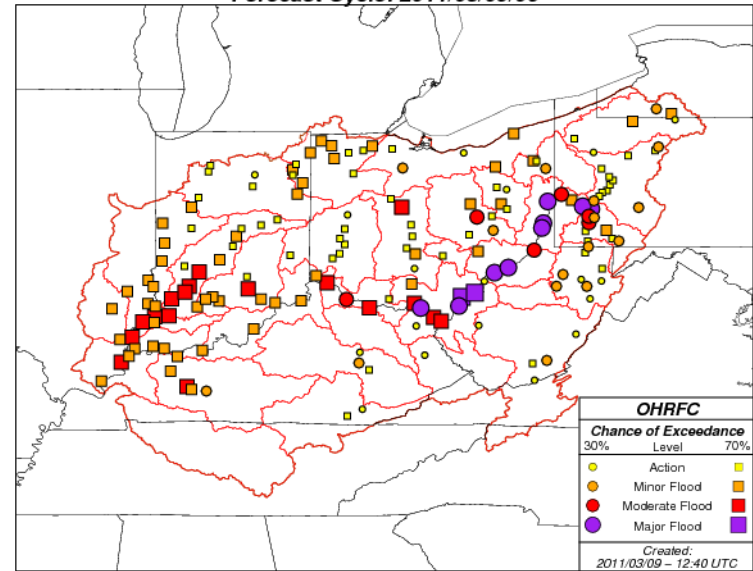 OHRFC
Chance of Exceedance
30% Level 70%
Action
Minor Flood
Moderate Flood
Major Flood
Created:
2011/03/09 – 12:40 UTC